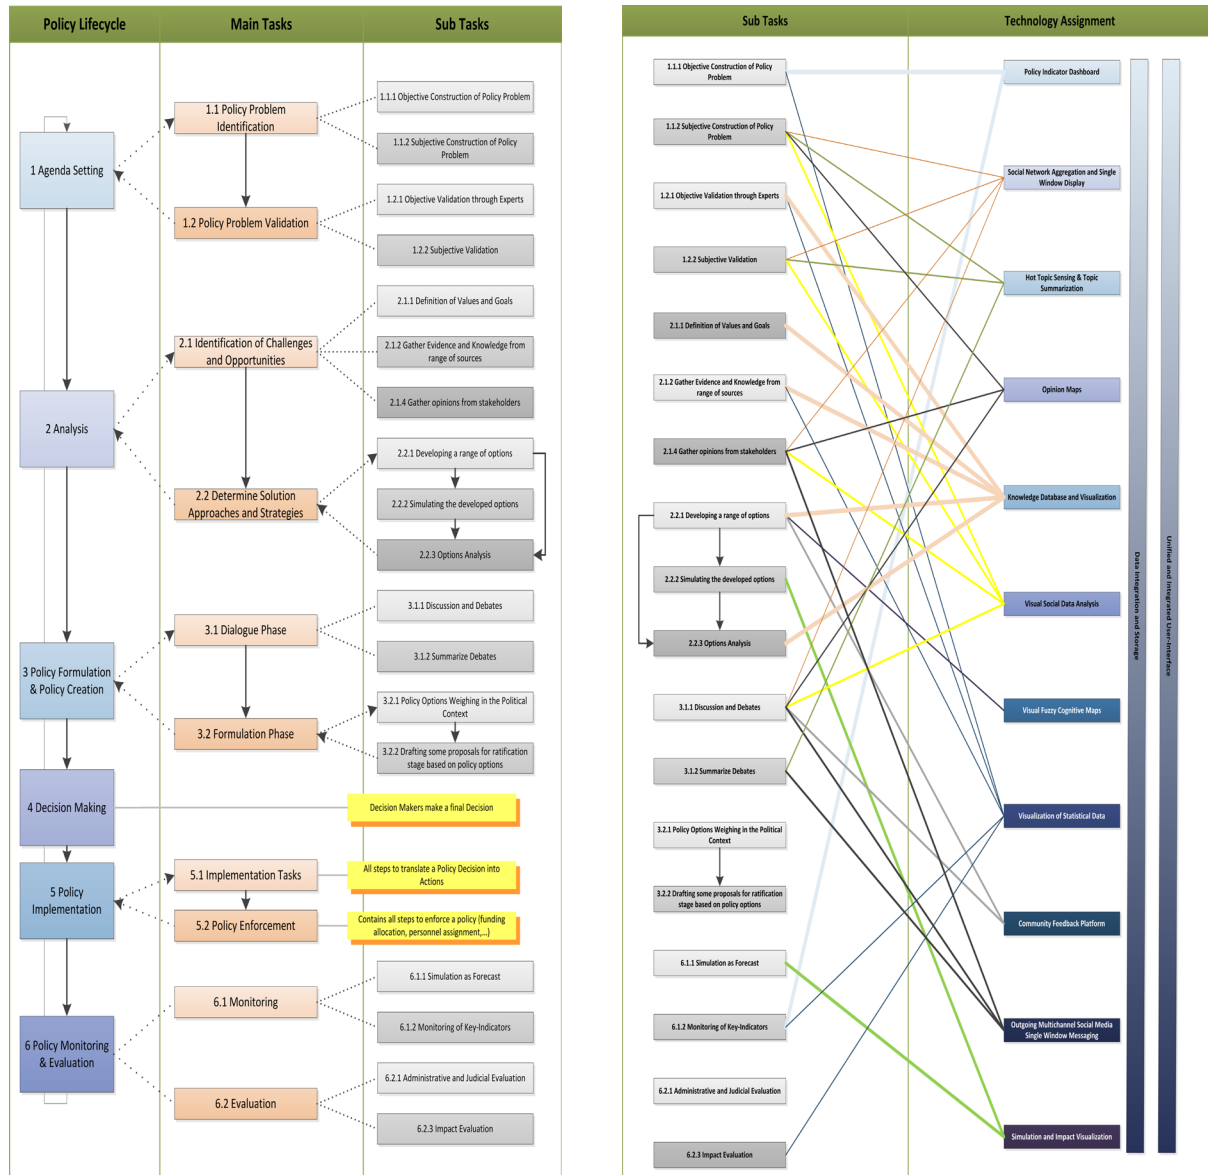 Policy Lifecycle
Main Tasks
Sub Tasks
1 Agenda Setting
1.1 Policy Problem
Identification
1.1.1 Objective Construction of Policy Problem
1.1.2 Subjective Construction of Policy
Problem
1.2 Policy Problem Validation
1.2.1 Objective Validation through Experts
1.2.2 Subjective Validation
2 Analysis
2.1 Identification of Challenges
and Opportunities
2.1.1 Definition of Values and Goals
2.1.2 Gather Evidence and Knowledge from
range of sources
2.1.4 Gather opinions from stakeholders
2.2 Determine Solution
Approaches and Strategies
2.2.1 Developing a range of options
2.2.2 Simulating the developed options
2.2.3 Options Analysis
3 Policy Formulation
& Policy Creation
3.1 Dialogue Phase
3.1.1 Discussion and Debates
3.1.2 Summarize Debates
3.2 Formulation Phase
3.2.1 Policy Options Weighing in the Political
Context
3.2.2 Drafting some proposals for ratification
stage based on policy options
4 Decision Making
Decision Makers make a final Decision
5 Policy
Implementation
5.1 Implementation Tasks
All steps to translate a Policy Decision into
Actions
5.2 Policy Enforcement
Contains all steps to enforce a policy (funding
allocation, personnel assignment,...)
6 Policy Monitoring
& Evaluation
6.1 Monitoring
6.1.1 Simulation as Forecast
6.1.2 Monitoring of Key-Indicators
6.2 Evaluation
6.2.1 Administrative and Judicial Evaluation
6.2.3 Impact Evaluation
Sub Tasks
Technology Assignment
1.1.1 Objective Construction of Policy
Problem
1.1.2 Subjective Construction of Policy
Problem
1.2.1 Objective Validation through Experts
1.2.2 Subjective Validation
2.1.1 Definition of Values and Goals
2.1.2 Gather Evidence and Knowledge from
range of sources
2.1.4 Gather opinions from stakeholders
2.2.1 Developing a range of options
2.2.2 Simulating the developed options
2.2.3 Options Analysis
3.1.1 Discussion and Debates
3.1.2 Summarize Debates
3.2.1 Policy Options Weighing in the Political
Context
3.2.2 Drafting some proposals for ratification
stage based on policy options
6.1.1 Simulation as Forecast
6.1.2 Monitoring of Key-Indicators
6.2.1 Administrative and Judicial Evaluation
6.2.3 Impact Evaluation
Policy Indicator Dashboard
Social Network Aggregation and Single
Window Display
Hot Topic Sensing & Topic
Summarization
Opinion Maps
Knowledge Database and Visualization
Visual Social Data Analysis
Visual Fuzzy Cognitive Maps
Visualization of Statistical Data
Community Feedback Platform
Outgoing Multichannel Social Media
Single Window Messaging
Simulation and Impact Visualization
Data Integration and Storage
Unified and Integrated User-Interface